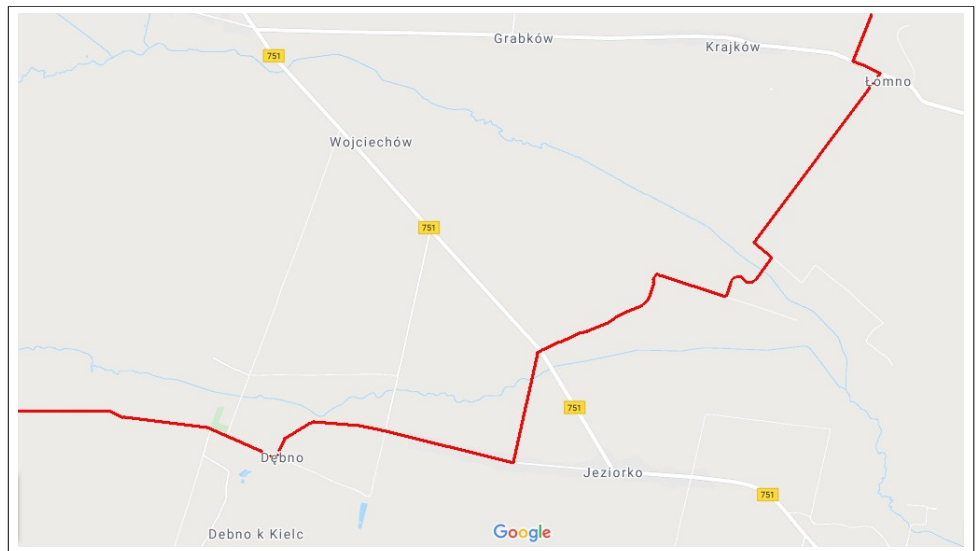 Grabków
Krajków
751
Łomno
Wojciechów
751
751
Dębno
Jeziorko
751
Debno k Kielc
Google